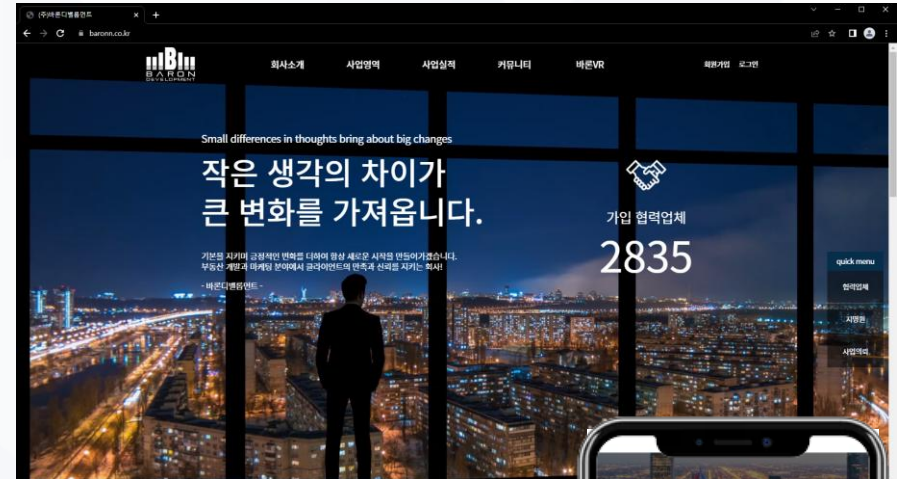 (주)바론디벨롭먼트
baronn.co.kr
BARON
DEVELOPMENT
회사소개
사업영역
사업실적
커뮤니티
바론VR
회원가입
로그인
Small differences in thoughts bring about big changes
작은 생각의 차이가
큰 변화를 가져옵니다.
기본을 지키며 긍정적인 변화를 더하여 항상 새로운 시작을 만들어가겠습니다.
부동산 개발과 마케팅 분야에서 클라이언트의 만족과 신뢰를 지키는 회사!
- 바론디벨롭먼트 -
가입 협력업체
2835
quick menu
협력업체
지명원
사업의뢰